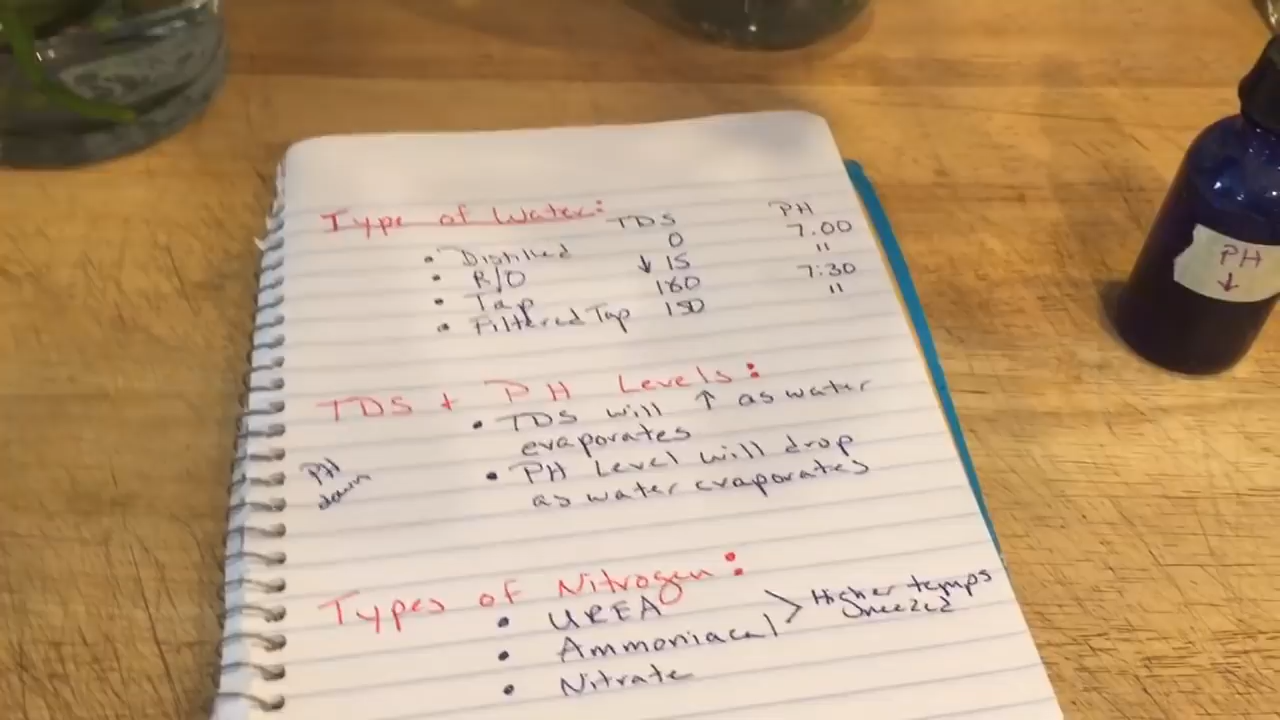 Type of Water: TDS PH
• Distilled 0 7.00
• R/O ↓ 15 "
• Tap 180 7:30
• Filtered Tap 150 "
TDS + PH Levels:
• TDS will ↑ as water
evaporates
PH
down
• PH Level will drop
as water evaporates
Types of Nitrogen:
• UREA
• Ammoniacal > Higher temps
needed
• Nitrate
PH
↓